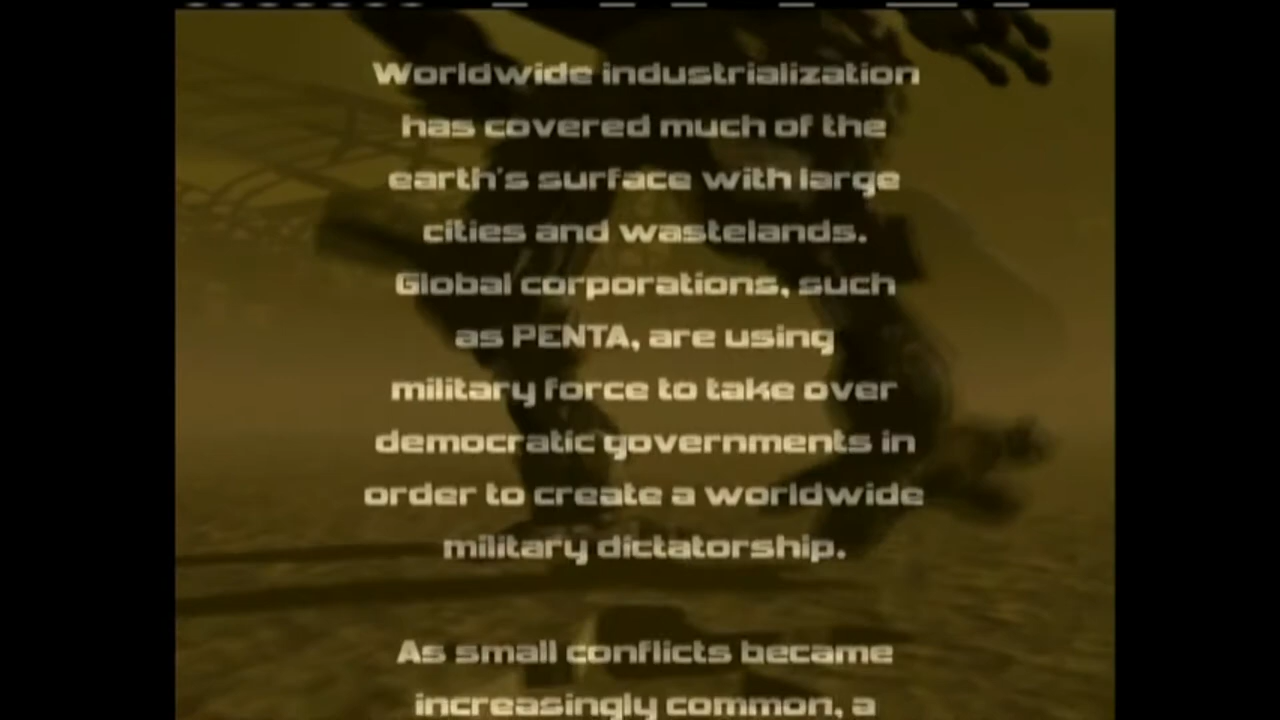 Worldwide industrialization
has covered much of the
earth's surface with large
cities and wastelands.
Global corporations, such
as PENTA, are using
military force to take over
democratic governments in
order to create a worldwide
military dictatorship.
As small conflicts became
increasingly common, a